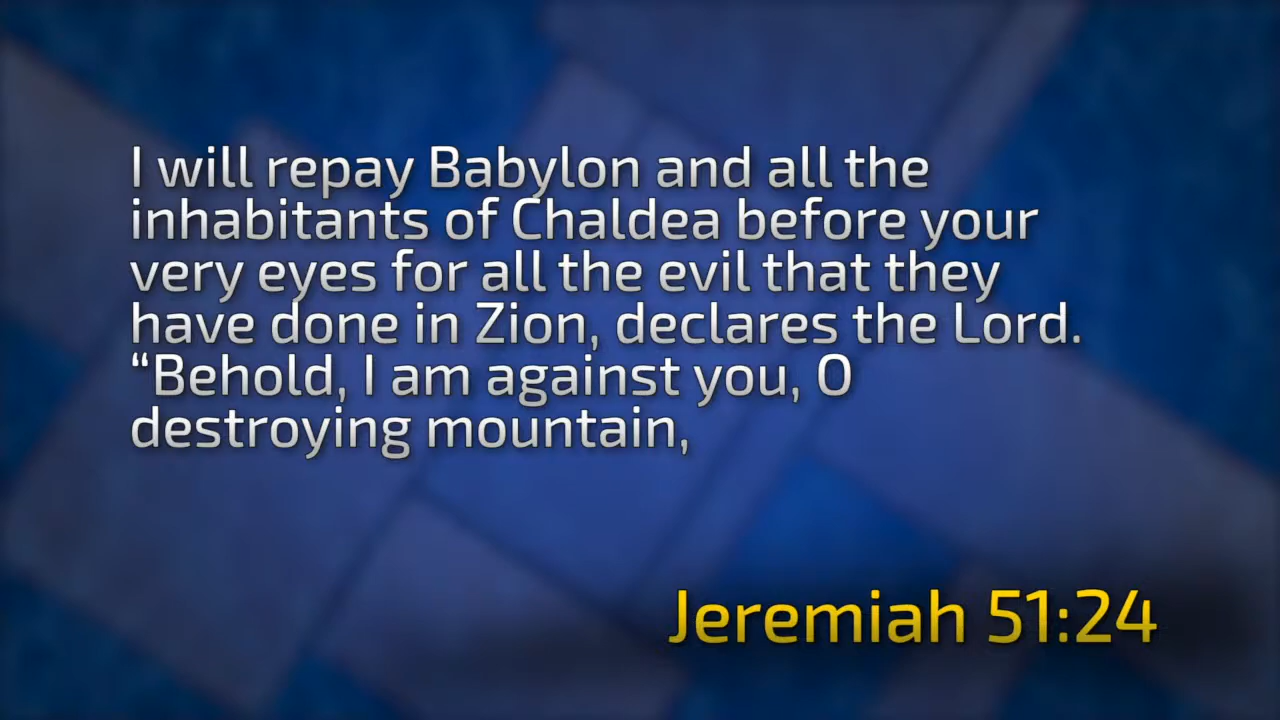 I will repay Babylon and all the
inhabitants of Chaldea before your
very eyes for all the evil that they
have done in Zion, declares the Lord.
“Behold, I am against you, O
destroying mountain,
Jeremiah 51:24